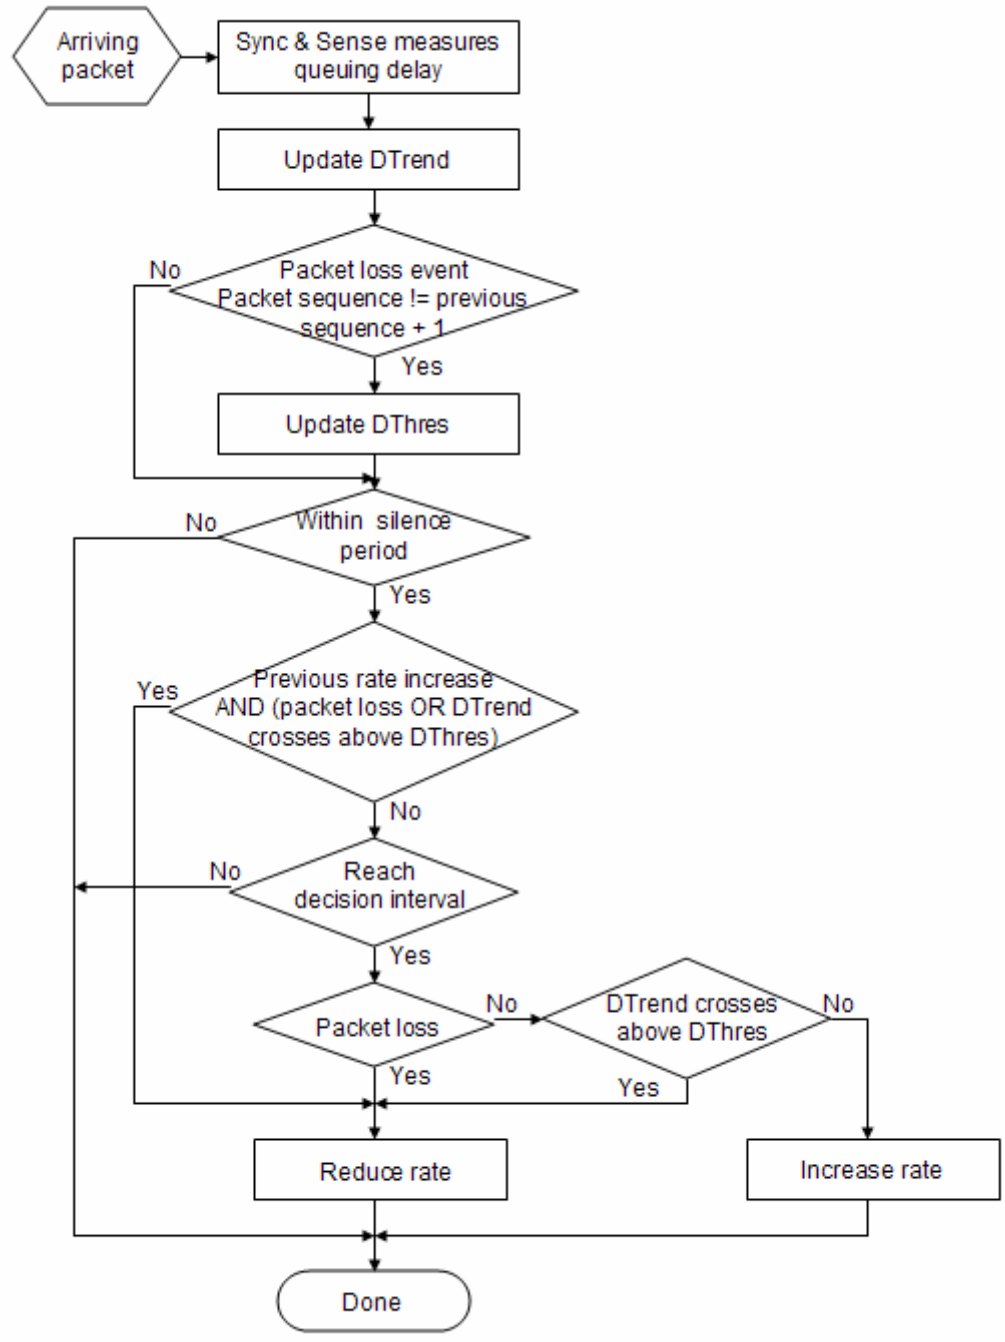 Arriving
packet
Sync & Sense measures
queuing delay
Update DTrend
No
Packet loss event
Packet sequence != previous
sequence + 1
Yes
Update DThres
No
Within silence
period
Yes
Yes
Previous rate increase
AND (packet loss OR DTrend
crosses above DThres)
No
No
Reach
decision interval
Yes
Packet loss
No
DTrend crosses
above DThres
No
Yes
Yes
Reduce rate
Increase rate
Done